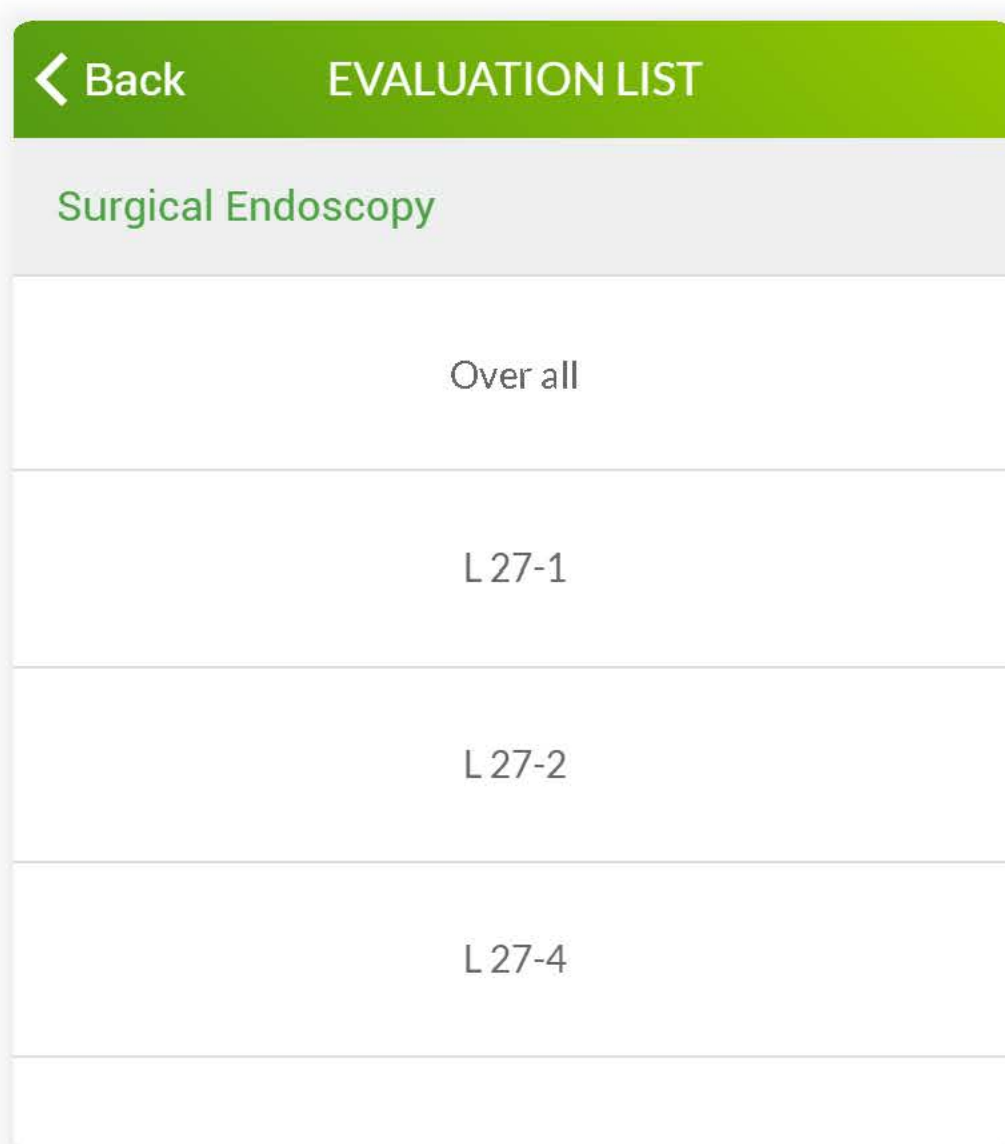 Back
EVALUATION LIST
Surgical Endoscopy
Over all
L 27-1
L 27-2
L 27-4